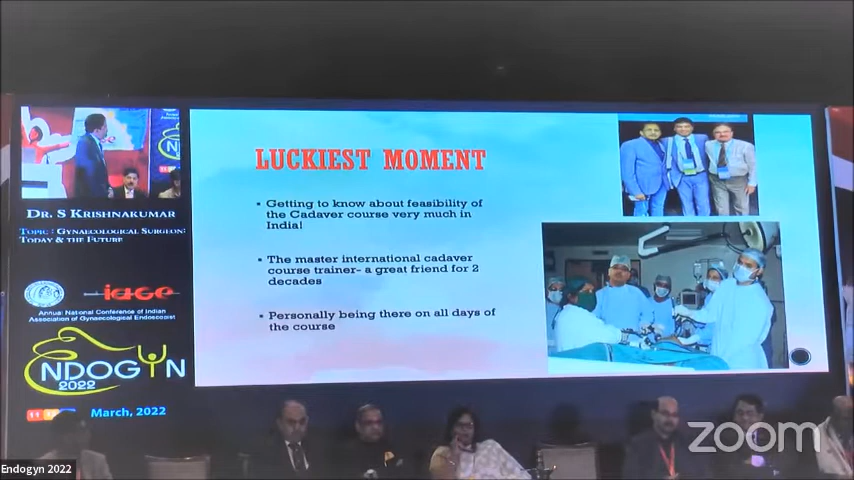 LUCKIEST MOMENT
Getting to know about feasibility of
the Cadaver course very much in
India!
The master international cadaver
course trainer- a great friend for 2
decades
Personally being there on all days of
the course
DR. S KRISHNAKUMAR
TOPIC : GYNAECOLOGICAL SURGEON:
TODAY & THE FUTURE
iage
ANNUAL NATIONAL CONFERENCE OF INDIAN
ASSOCIATION OF GYNAECOLOGICAL ENDOSCOPIST
ENDOGYN
2022
11
March, 2022
Endogyn 2022
zoom